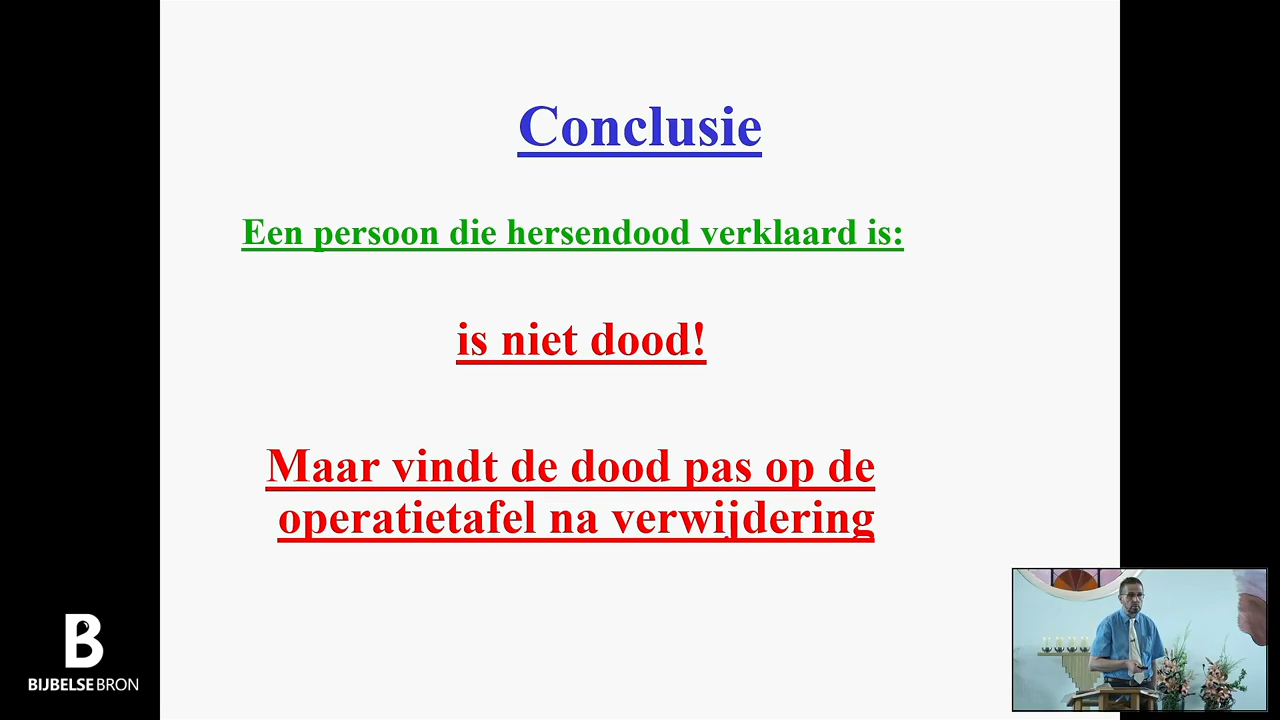 Conclusie
Een persoon die hersendood verklaard is:
is niet dood!
Maar vindt de dood pas op de
operatietafel na verwijdering
B
BIJBELSE BRON